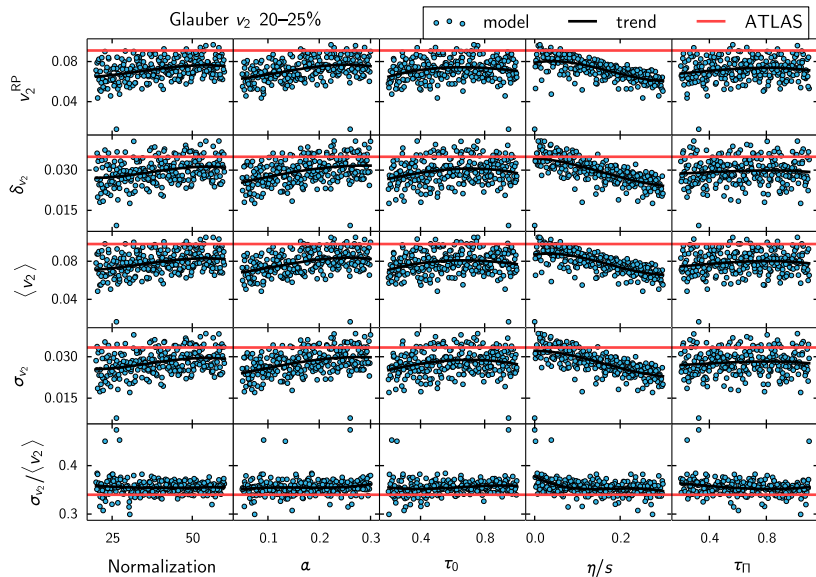 Glauber v₂ 20–25%
model trend ATLAS
v₂ᴿᴾ
0.08
0.04
δᵥ₂
0.030
0.015
⟨v₂⟩
0.08
0.04
σᵥ₂
0.030
0.015
σᵥ₂/⟨v₂⟩
0.4
0.3
25 50 0.1 0.2 0.3 0.4 0.8 0.0 0.2 0.4 0.8
Normalization α τ₀ η/s τ_Π